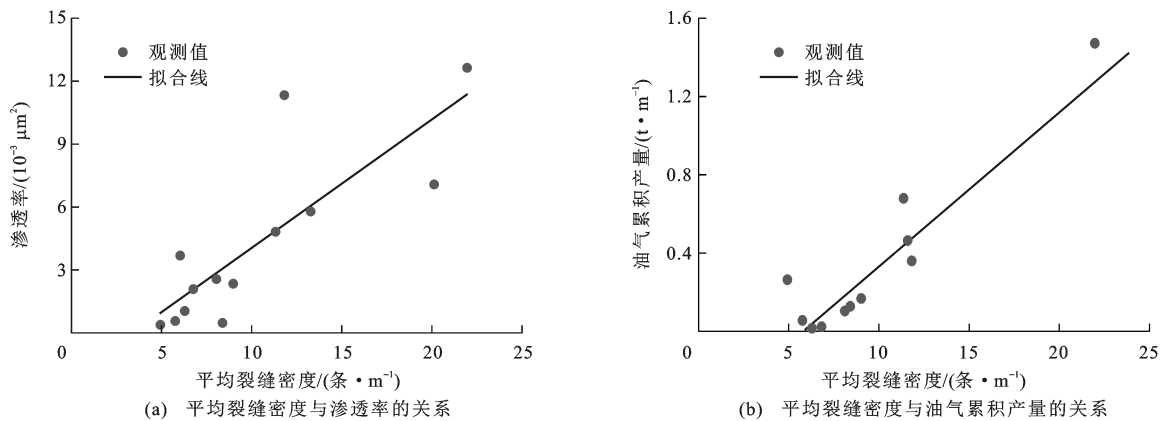 15
12
9
6
3
0
5
10
15
20
25
渗透率/(10⁻³ μm²)
观测值
拟合线
平均裂缝密度/(条·m⁻¹)
(a) 平均裂缝密度与渗透率的关系
1.6
1.2
0.8
0.4
0
5
10
15
20
25
油气累积产量/(t·m⁻¹)
观测值
拟合线
平均裂缝密度/(条·m⁻¹)
(b) 平均裂缝密度与油气累积产量的关系